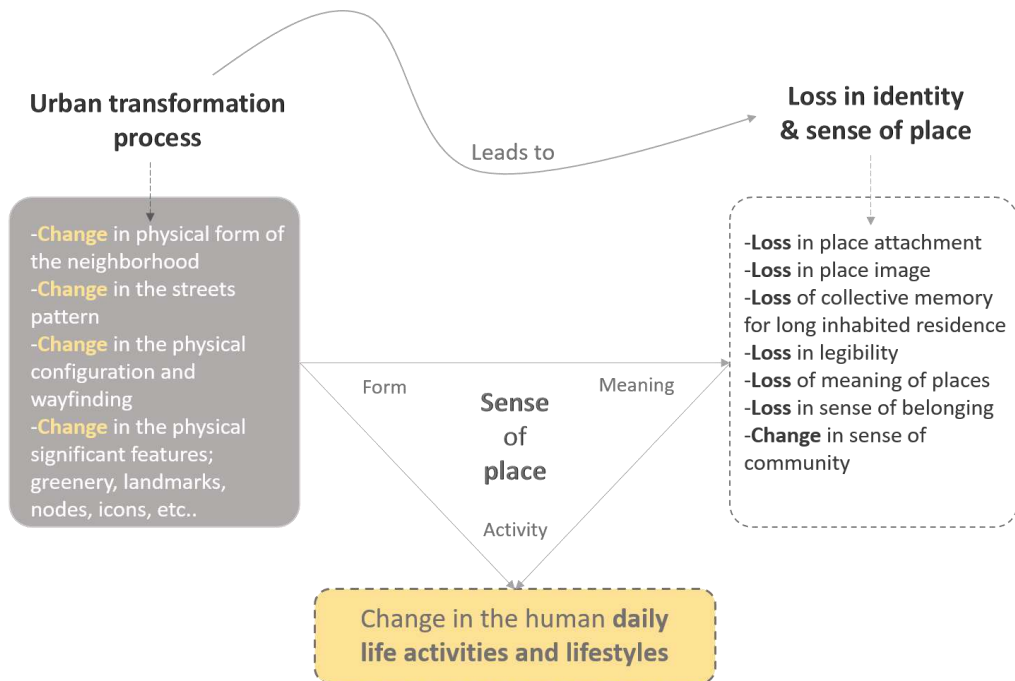 Urban transformation
process
Leads to
Loss in identity
& sense of place
-Change in physical form of
the neighborhood
-Change in the streets
pattern
-Change in the physical
configuration and
wayfinding
-Change in the physical
significant features;
greenery, landmarks,
nodes, icons, etc..
-Loss in place attachment
-Loss in place image
-Loss of collective memory
for long inhabited residence
-Loss in legibility
-Loss of meaning of places
-Loss in sense of belonging
-Change in sense of
community
Form
Meaning
Sense
of
place
Activity
Change in the human daily
life activities and lifestyles